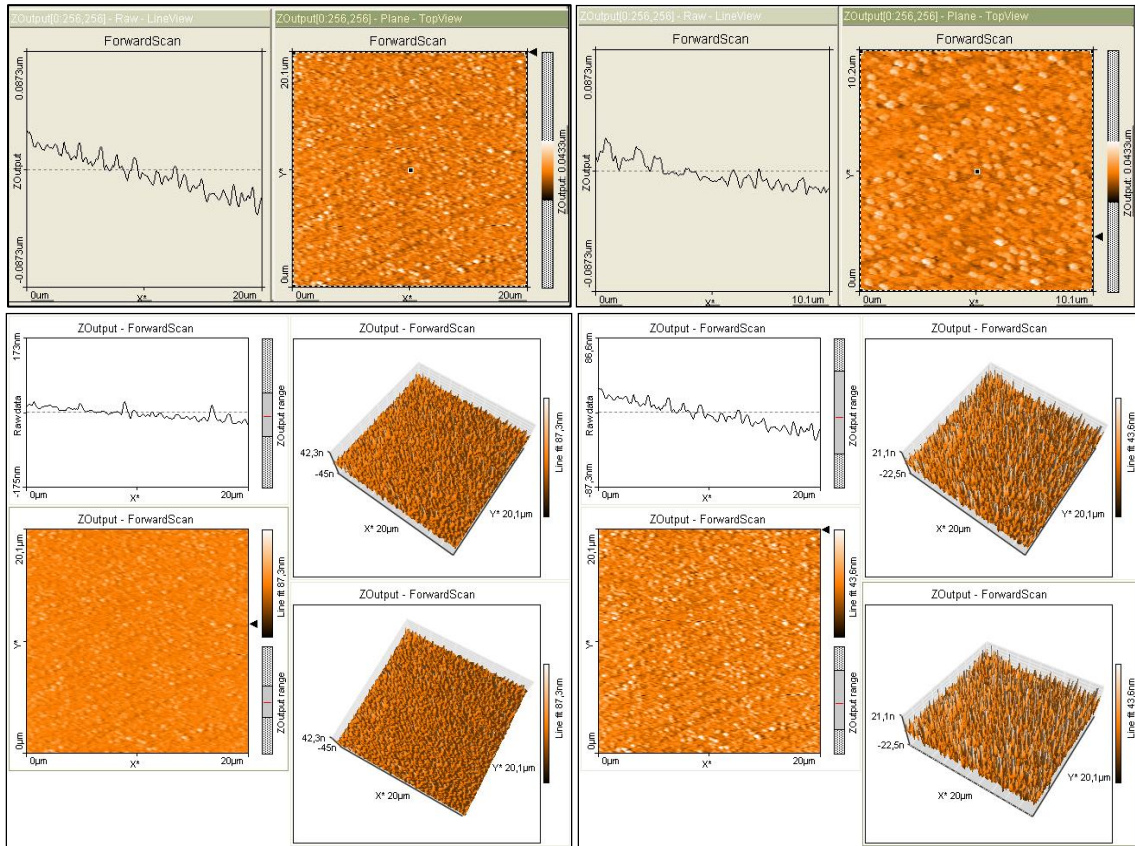 ZOutput[0:256,256] - Raw - LineView
ZOutput[0:256,256] - Plane - TopView
ForwardScan
0.0873um
ZOutput
-0.0873um
0um
X*
20um
ForwardScan
20,1um
Y*
0um
0um
X*
20um
ZOutput: 0.0433um
ZOutput[0:256,256] - Raw - LineView
ZOutput[0:256,256] - Plane - TopView
ForwardScan
0.0873um
ZOutput
-0.0873um
0um
X*
10.1um
ForwardScan
10.2um
Y*
0um
0um
X*
10.1um
ZOutput: 0.0433um
ZOutput - ForwardScan
173nm
Raw data
-175nm
0µm
X*
20µm
ZOutput range
ZOutput - ForwardScan
42,3n
-45n
X* 20µm
Y* 20,1µm
Line fit 87,3nm
ZOutput - ForwardScan
20,1µm
Y*
0µm
0µm
X*
20µm
Line fit 87,3nm
ZOutput range
ZOutput - ForwardScan
42,3n
-45n
X* 20µm
Y* 20,1µm
Line fit 87,3nm
ZOutput - ForwardScan
86,6nm
Raw data
-87,3nm
0µm
X*
20µm
ZOutput range
ZOutput - ForwardScan
21,1n
-22,5n
X* 20µm
Y* 20,1µm
Line fit 43,6nm
ZOutput - ForwardScan
20,1µm
Y*
0µm
0µm
X*
20µm
Line fit 43,6nm
ZOutput range
ZOutput - ForwardScan
21,1n
-22,5n
X* 20µm
Y* 20,1µm
Line fit 43,6nm